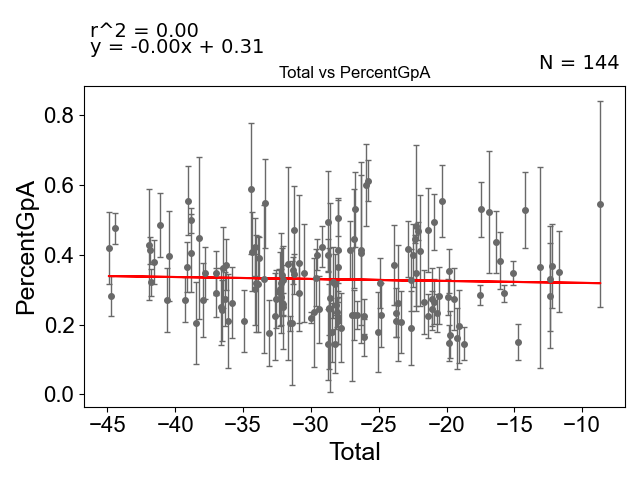 r^2 = 0.00
y = -0.00x + 0.31
N = 144
Total vs PercentGpA
PercentGpA
0.8
0.6
0.4
0.2
0.0
−45 −40 −35 −30 −25 −20 −15 −10
Total